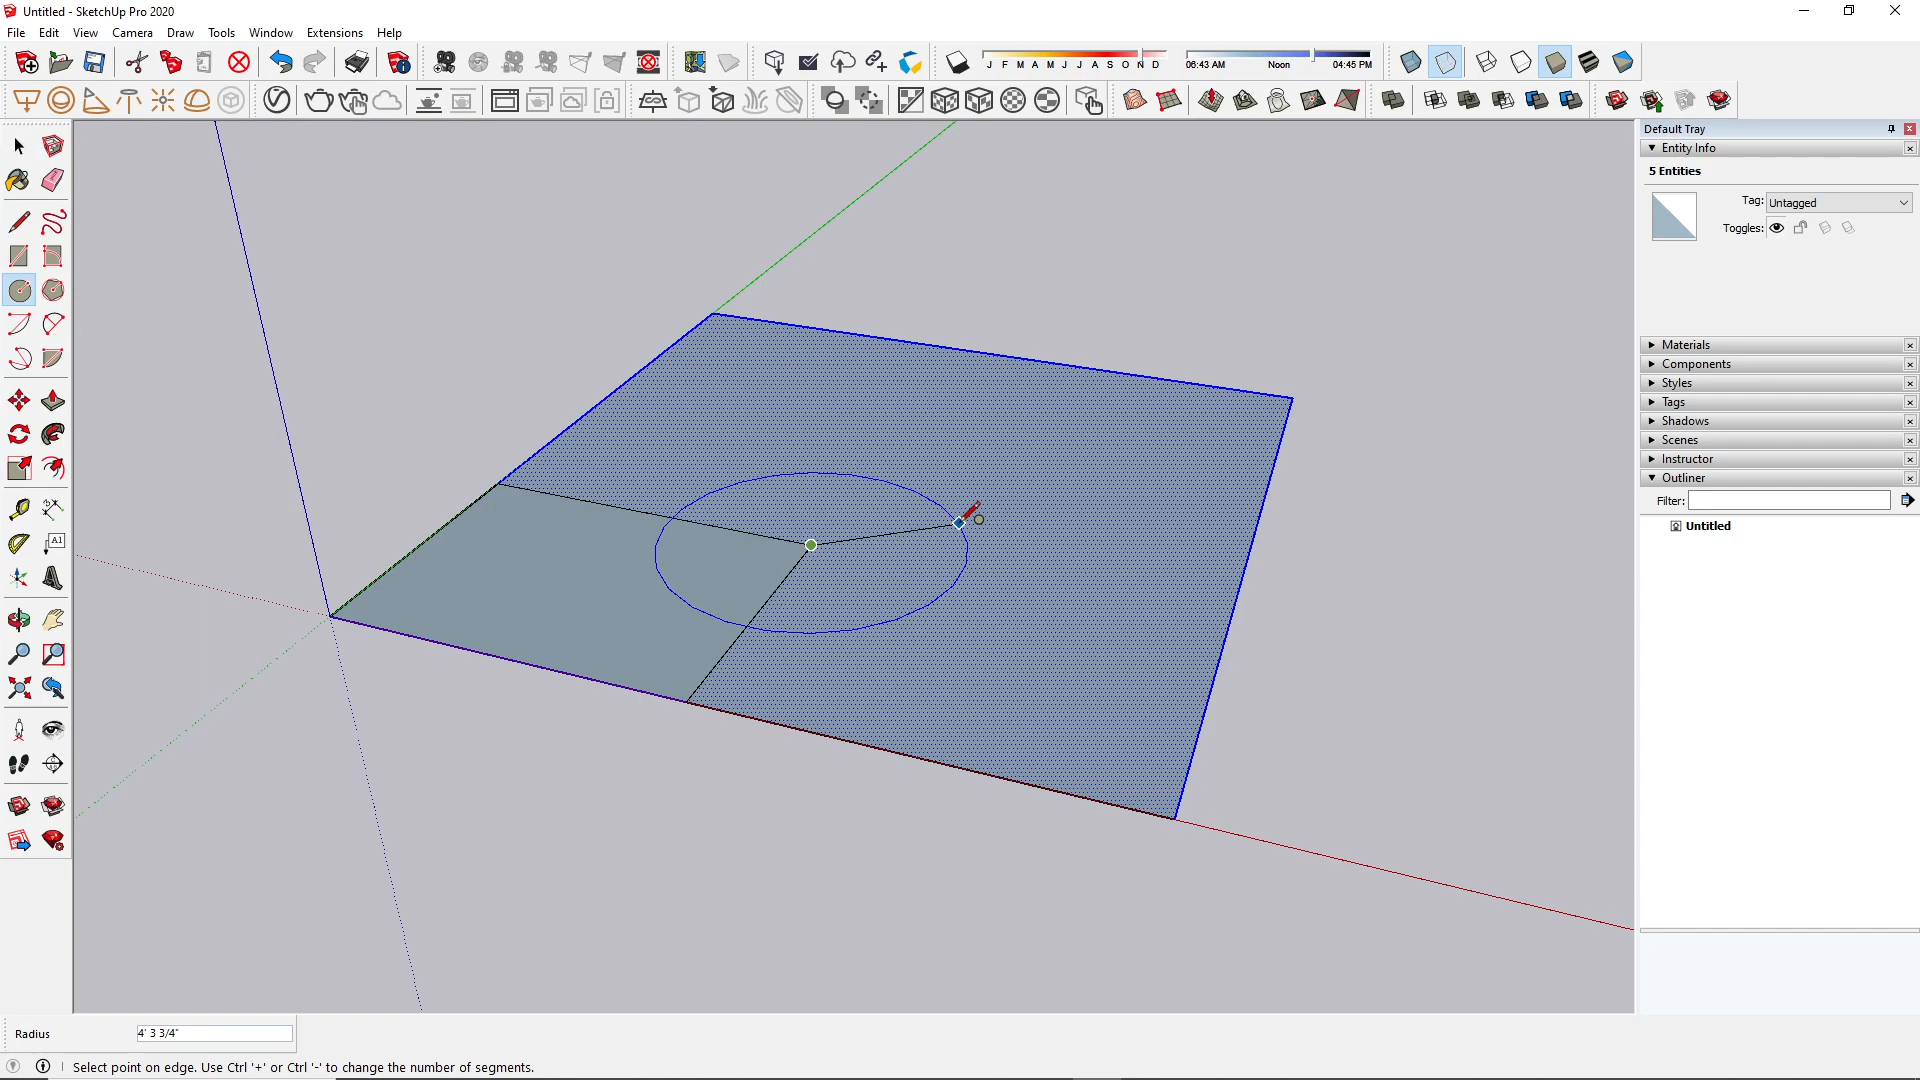 Untitled - SketchUp Pro 2020
File Edit View Camera Draw Tools Window Extensions Help
J F M A M J J A S O N D
06:43 AM Noon 04:45 PM
Default Tray
Entity Info
5 Entities
Tag: Untagged
Toggles:
Materials
Components
Styles
Tags
Shadows
Scenes
Instructor
Outliner
Filter:
Untitled
A1
Radius 4' 3 3/4"
Select point on edge. Use Ctrl '+' or Ctrl '-' to change the number of segments.